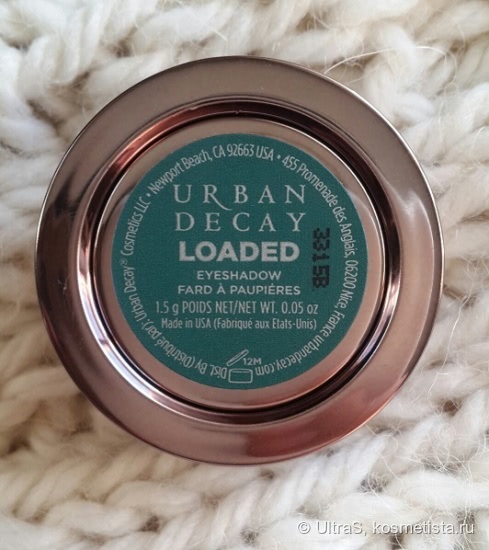 URBAN
DECAY
LOADED
EYESHADOW
FARD À PAUPIÉRES
1.5 g POIDS NET/NET WT. 0.05 oz
Made in USA (Fabriqué aux Etats-Unis)
12M
Dist. By (Distribué par): Urban Decay® Cosmetics LLC • Newport Beach, CA 92663 USA • 455 Promenade des Anglais, 06200 Nice, France urbandecay.com
3315B
© UltraS, kosmetista.ru